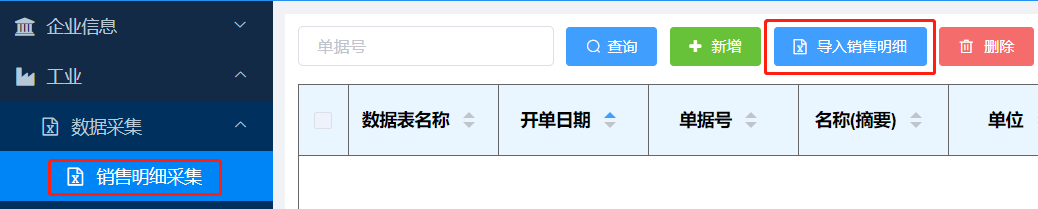 企业信息
工业
数据采集
销售明细采集
单据号 查询 新增 导入销售明细 删除
数据表名称 开单日期 单据号 名称(摘要) 单位